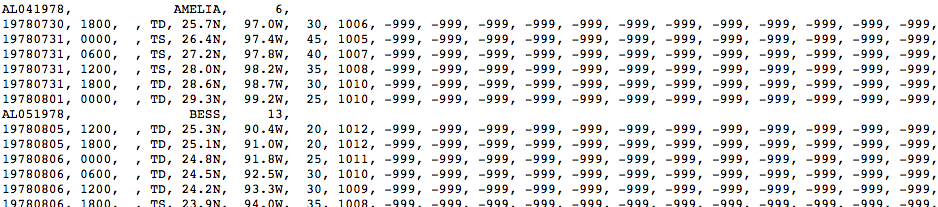 AL041978,             AMELIA,      6,
19780730, 1800,  , TD, 25.7N,  97.0W,  30, 1006, -999, -999, -999, -999, -999, -999, -999, -999, -999, -999, -999, -999,
19780731, 0000,  , TS, 26.4N,  97.4W,  45, 1005, -999, -999, -999, -999, -999, -999, -999, -999, -999, -999, -999, -999,
19780731, 0600,  , TS, 27.2N,  97.8W,  40, 1007, -999, -999, -999, -999, -999, -999, -999, -999, -999, -999, -999, -999,
19780731, 1200,  , TS, 28.0N,  98.2W,  35, 1008, -999, -999, -999, -999, -999, -999, -999, -999, -999, -999, -999, -999,
19780731, 1800,  , TD, 28.6N,  98.7W,  30, 1010, -999, -999, -999, -999, -999, -999, -999, -999, -999, -999, -999, -999,
19780801, 0000,  , TD, 29.3N,  99.2W,  25, 1010, -999, -999, -999, -999, -999, -999, -999, -999, -999, -999, -999, -999,
AL051978,               BESS,     13,
19780805, 1200,  , TD, 25.3N,  90.4W,  20, 1012, -999, -999, -999, -999, -999, -999, -999, -999, -999, -999, -999, -999,
19780805, 1800,  , TD, 25.1N,  91.0W,  20, 1012, -999, -999, -999, -999, -999, -999, -999, -999, -999, -999, -999, -999,
19780806, 0000,  , TD, 24.8N,  91.8W,  25, 1011, -999, -999, -999, -999, -999, -999, -999, -999, -999, -999, -999, -999,
19780806, 0600,  , TD, 24.5N,  92.5W,  30, 1010, -999, -999, -999, -999, -999, -999, -999, -999, -999, -999, -999, -999,
19780806, 1200,  , TD, 24.2N,  93.3W,  30, 1009, -999, -999, -999, -999, -999, -999, -999, -999, -999, -999, -999, -999,
19780806, 1800,  , TS, 23.9N,  94.0W,  35, 1008, -999, -999, -999, -999, -999, -999, -999, -999, -999, -999, -999, -999,